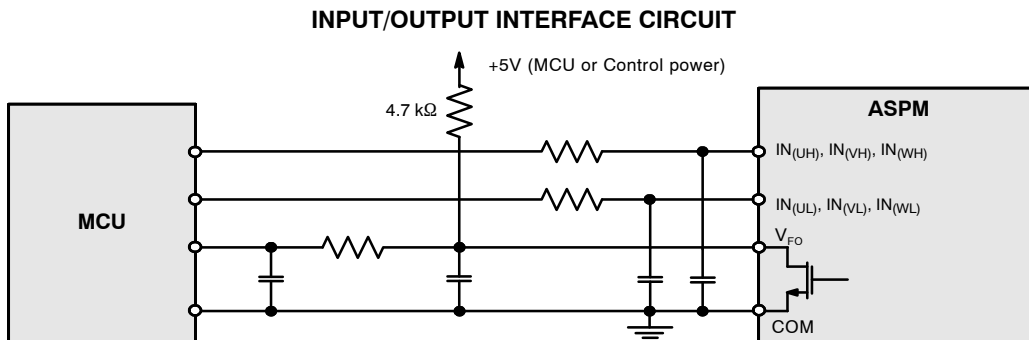 INPUT/OUTPUT INTERFACE CIRCUIT
+5V (MCU or Control power)
4.7 kΩ
ASPM
IN(UH), IN(VH), IN(WH)
IN(UL), IN(VL), IN(WL)
MCU
VFO
COM